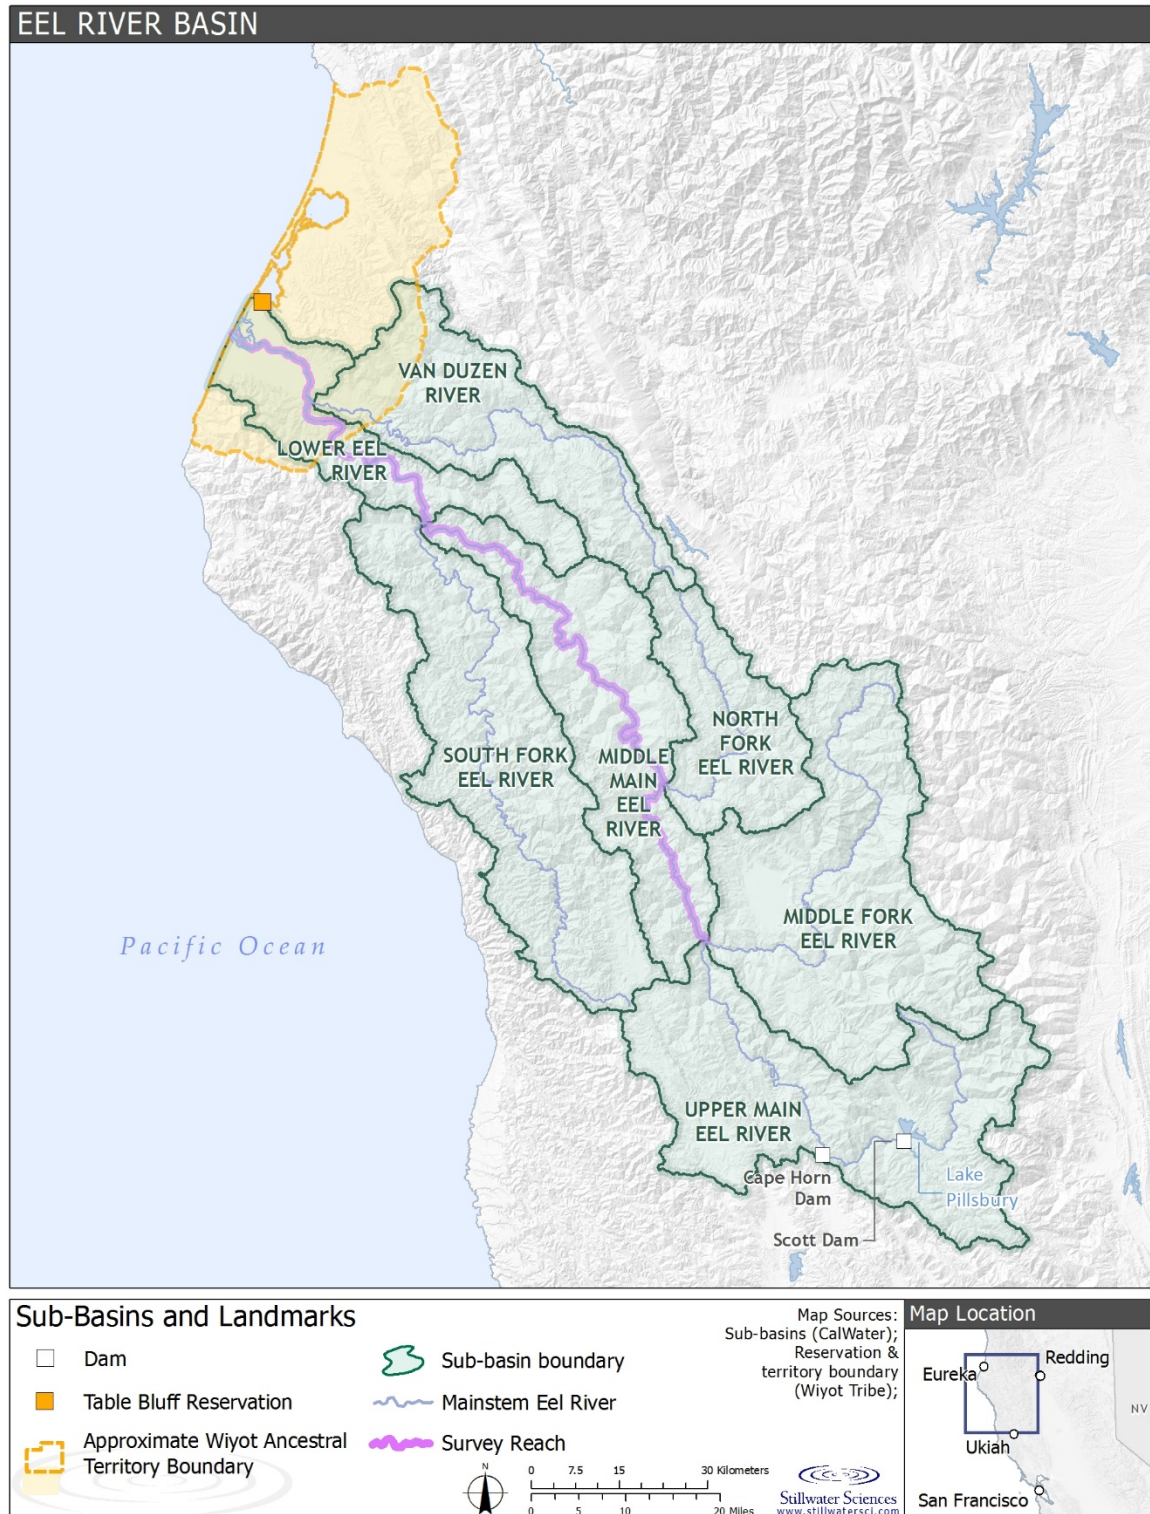 EEL RIVER BASIN
VAN DUZEN
RIVER
LOWER EEL
RIVER
NORTH
FORK
EEL RIVER
SOUTH FORK
EEL RIVER
MIDDLE
MAIN
EEL
RIVER
MIDDLE FORK
EEL RIVER
Pacific Ocean
UPPER MAIN
EEL RIVER
Cape Horn
Dam
Lake
Pillsbury
Scott Dam
Sub-Basins and Landmarks
Dam
Table Bluff Reservation
Approximate Wiyot Ancestral
Territory Boundary
Sub-basin boundary
Mainstem Eel River
Survey Reach
Map Sources:
Sub-basins (CalWater);
Reservation &
territory boundary
(Wiyot Tribe);
N
0 7.5 15 30 Kilometers
0 5 10 20 Miles
Stillwater Sciences
www.stillwatersci.com
Map Location
Redding
Eureka
NV
Ukiah
San Francisco